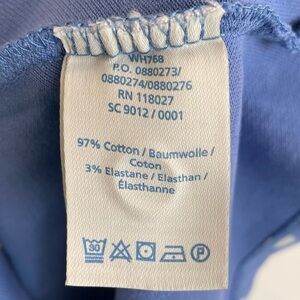 WH768
P.O. 0880273/
0880274/0880276
RN 118027
SC 9012 / 0001
97% Cotton / Baumwolle /
Coton
3% Elastane / Elasthan /
Élasthanne
30 P